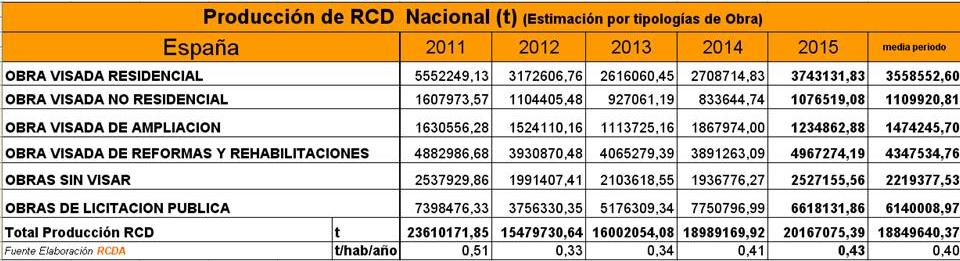 Producción de RCD Nacional (t) (Estimación por tipologías de Obra)
España 2011 2012 2013 2014 2015 media periodo
OBRA VISADA RESIDENCIAL 5552249,13 3172606,76 2616060,45 2708714,83 3743131,83 3558552,60
OBRA VISADA NO RESIDENCIAL 1607973,57 1104405,48 927061,19 833644,74 1076519,08 1109920,81
OBRA VISADA DE AMPLIACION 1630556,28 1524110,16 1113725,16 1867974,00 1234862,88 1474245,70
OBRA VISADA DE REFORMAS Y REHABILITACIONES 4882986,68 3930870,48 4065279,39 3891263,09 4967274,19 4347534,76
OBRAS SIN VISAR 2537929,86 1991407,41 2103618,55 1936776,27 2527155,56 2219377,53
OBRAS DE LICITACION PUBLICA 7398476,33 3756330,35 5176309,34 7750796,99 6618131,86 6140008,97
Total Producción RCD t 23610171,85 15479730,64 16002054,08 18989169,92 20167075,39 18849640,37
Fuente Elaboración RCDA t/hab/año 0,51 0,33 0,34 0,41 0,43 0,40